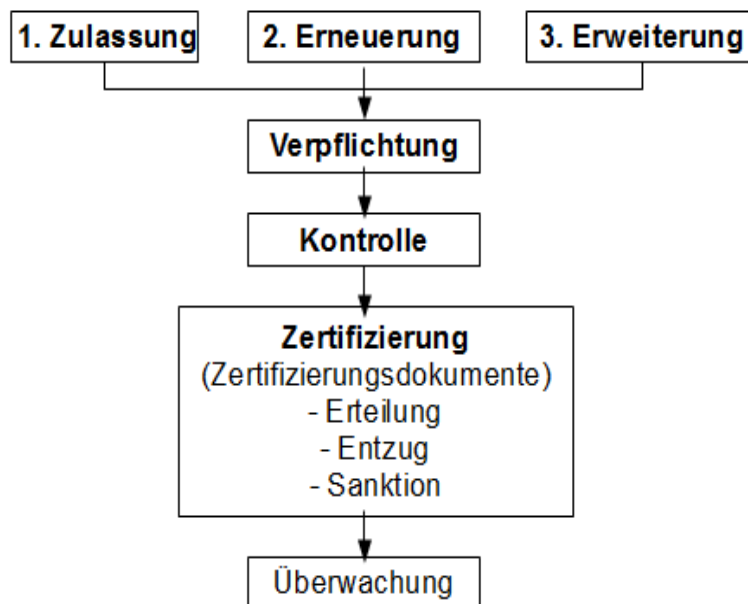 1. Zulassung
2. Erneuerung
3. Erweiterung
Verpflichtung
Kontrolle
Zertifizierung
(Zertifizierungsdokumente)
- Erteilung
- Entzug
- Sanktion
Überwachung